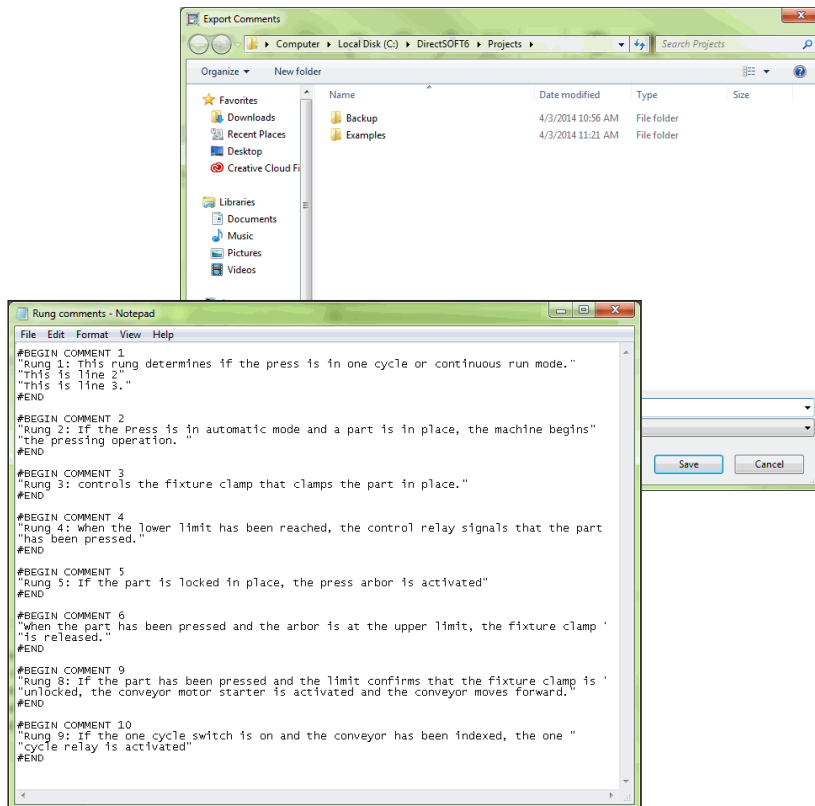 Export Comments
Computer Local Disk (C:) DirectSOFT6 Projects Search Projects
Organize New folder
Name Date modified Type Size
Favorites
Downloads
Recent Places
Desktop
Creative Cloud Fi
Libraries
Documents
Music
Pictures
Videos
Backup 4/3/2014 10:56 AM File folder
Examples 4/3/2014 11:21 AM File folder
Save Cancel
Rung comments - Notepad
File Edit Format View Help
#BEGIN COMMENT 1
"Rung 1: This rung determines if the press is in one cycle or continuous run mode."
"This is line 2"
"This is line 3."
#END
#BEGIN COMMENT 2
"Rung 2: If the Press is in automatic mode and a part is in place, the machine begins"
"the pressing operation. "
#END
#BEGIN COMMENT 3
"Rung 3: controls the fixture clamp that clamps the part in place."
#END
#BEGIN COMMENT 4
"Rung 4: When the lower limit has been reached, the control relay signals that the part
"has been pressed."
#END
#BEGIN COMMENT 5
"Rung 5: If the part is locked in place, the press arbor is activated"
#END
#BEGIN COMMENT 6
"When the part has been pressed and the arbor is at the upper limit, the fixture clamp '
"is released."
#END
#BEGIN COMMENT 9
"Rung 8: If the part has been pressed and the limit confirms that the fixture clamp is '
"unlocked, the conveyor motor starter is activated and the conveyor moves forward."
#END
#BEGIN COMMENT 10
"Rung 9: If the one cycle switch is on and the conveyor has been indexed, the one "
"cycle relay is activated"
#END